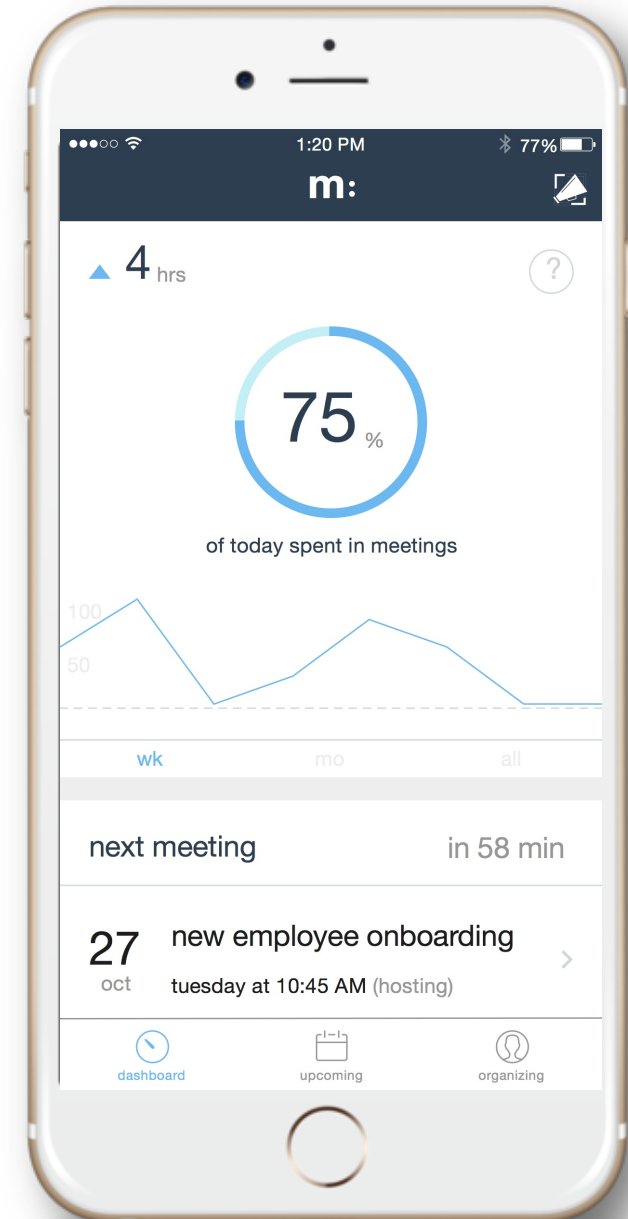 1:20 PM 77%
m:
4 hrs
?
75 %
of today spent in meetings
100
50
wk mo all
next meeting in 58 min
27 new employee onboarding
oct tuesday at 10:45 AM (hosting)
dashboard upcoming organizing